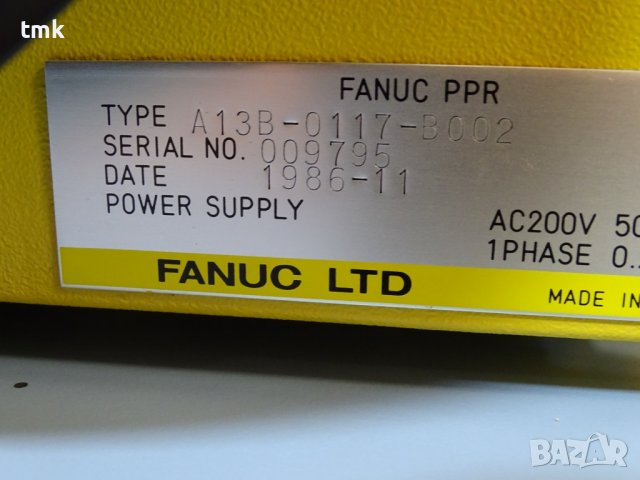 tmk
FANUC PPR
TYPE A13B-0117-B002
SERIAL NO. 009795
DATE 1986-11
POWER SUPPLY
AC200V 50
1PHASE 0.
FANUC LTD
MADE IN
BAZAR